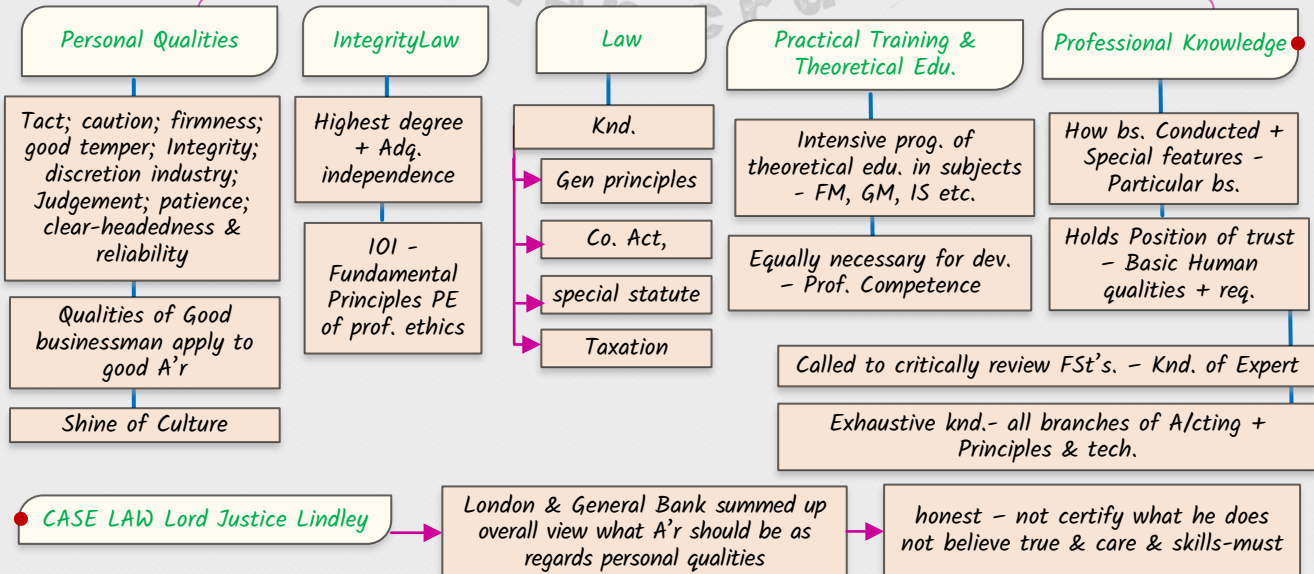 Personal Qualities
Tact; caution; firmness;
good temper; Integrity;
discretion industry;
Judgement; patience;
clear-headedness &
reliability
Qualities of Good
businessman apply to
good A'r
Shine of Culture
IntegrityLaw
Highest degree
+ Adq.
independence
IOI -
Fundamental
Principles PE
of prof. ethics
Law
Knd.
Gen principles
Co. Act,
special statute
Taxation
Practical Training &
Theoretical Edu.
Intensive prog. of
theoretical edu. in subjects
- FM, GM, IS etc.
Equally necessary for dev.
– Prof. Competence
Professional Knowledge
How bs. Conducted +
Special features -
Particular bs.
Holds Position of trust
– Basic Human
qualities + req.
Called to critically review FSt's. – Knd. of Expert
Exhaustive knd.- all branches of A/cting +
Principles & tech.
CASE LAW Lord Justice Lindley
London & General Bank summed up
overall view what A'r should be as
regards personal qualities
honest – not certify what he does
not believe true & care & skills-must